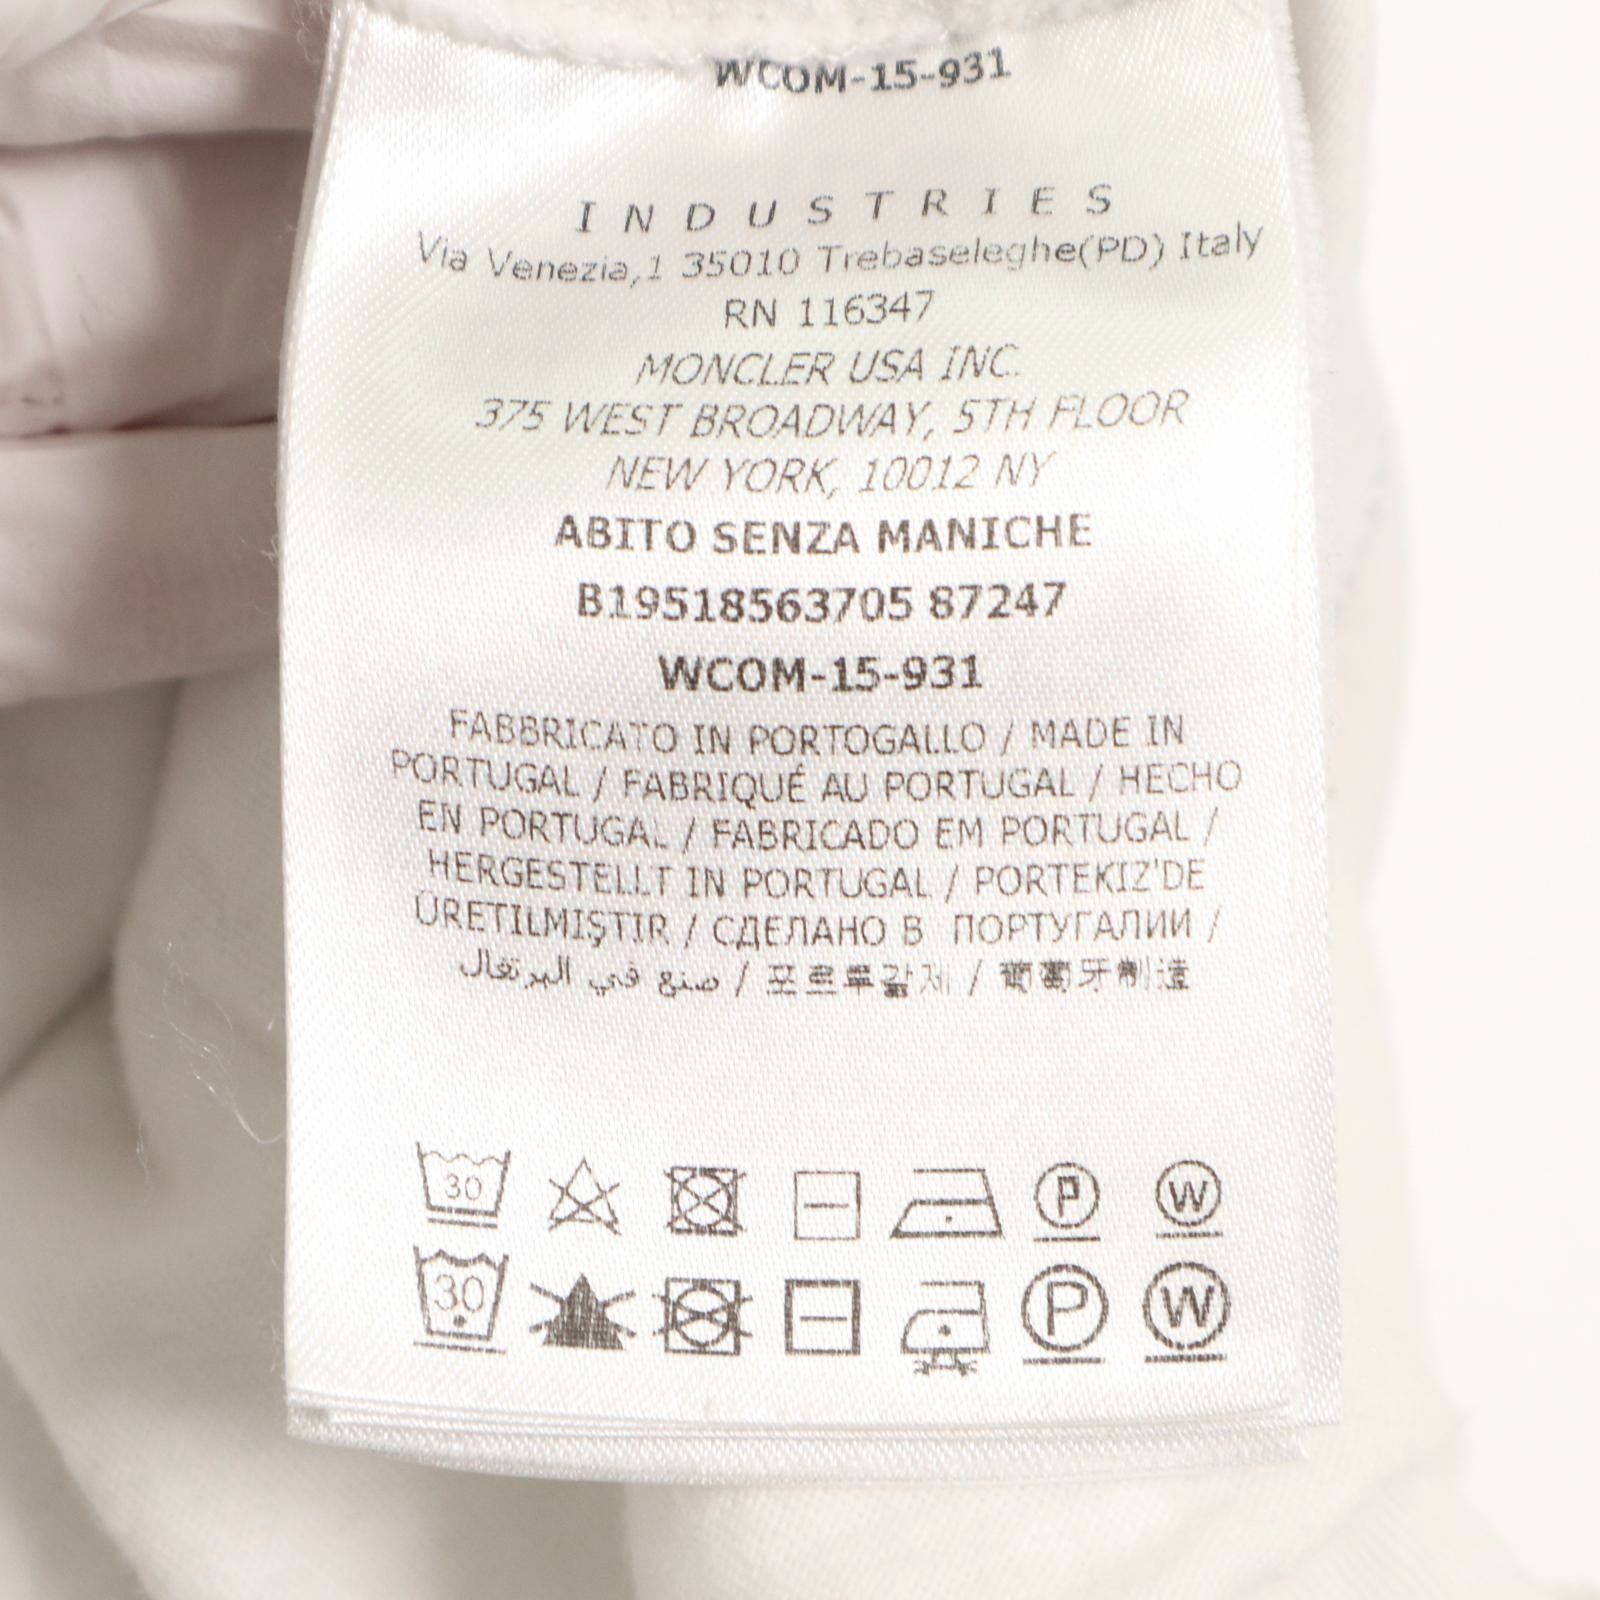 WCOM-15-931
INDUSTRIES
Via Venezia,1 35010 Trebaseleghe(PD) Italy
RN 116347
MONCLER USA INC.
375 WEST BROADWAY, 5TH FLOOR
NEW YORK, 10012 NY
ABITO SENZA MANICHE
B19518563705 87247
WCOM-15-931
FABBRICATO IN PORTOGALLO / MADE IN
PORTUGAL / FABRIQUÉ AU PORTUGAL / HECHO
EN PORTUGAL / FABRICADO EM PORTUGAL /
HERGESTELLT IN PORTUGAL / PORTEKIZ'DE
ÜRETILMIŞTIR / СДЕЛАНО В ПОРТУГАЛИИ /
صنع في البرتغال / 포르투갈제 / 葡萄牙制造
30 P W
30 P W